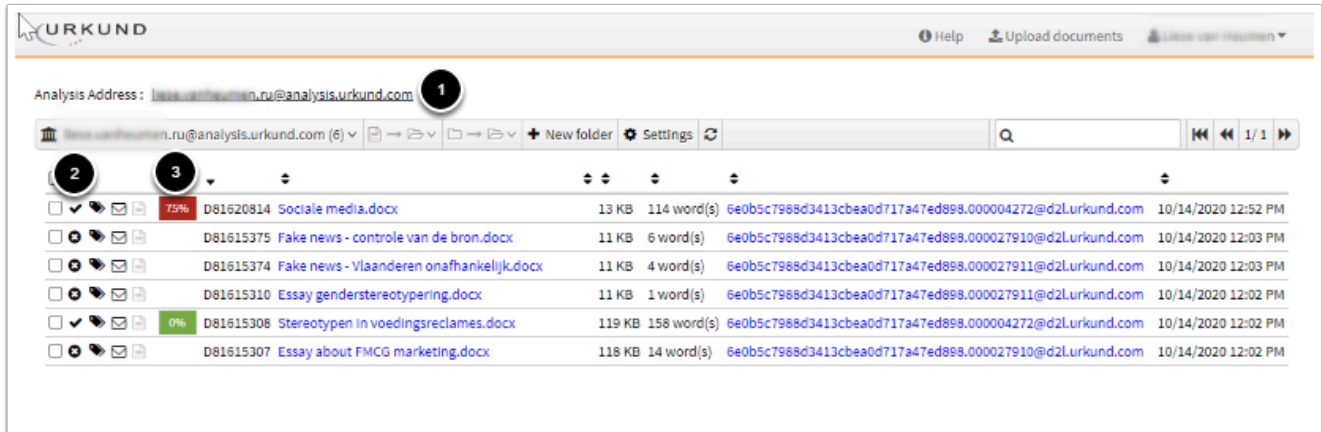 URKUND
Help Upload documents
Analysis Address : .ru@analysis.urkund.com 1
.ru@analysis.urkund.com (6) New folder Settings 1/ 1
2 3
75% D81620814 Sociale media.docx 13 KB 114 word(s) 6e0b5c7988d3413cbea0d717a47ed898.000004272@d2l.urkund.com 10/14/2020 12:52 PM
D81615375 Fake news - controle van de bron.docx 11 KB 6 word(s) 6e0b5c7988d3413cbea0d717a47ed898.000027910@d2l.urkund.com 10/14/2020 12:03 PM
D81615374 Fake news - Vlaanderen onafhankelijk.docx 11 KB 4 word(s) 6e0b5c7988d3413cbea0d717a47ed898.000027911@d2l.urkund.com 10/14/2020 12:03 PM
D81615310 Essay genderstereotypering.docx 11 KB 1 word(s) 6e0b5c7988d3413cbea0d717a47ed898.000027911@d2l.urkund.com 10/14/2020 12:02 PM
0% D81615308 Stereotypen in voedingsreclames.docx 119 KB 158 word(s) 6e0b5c7988d3413cbea0d717a47ed898.000004272@d2l.urkund.com 10/14/2020 12:02 PM
D81615307 Essay about FMCG marketing.docx 118 KB 14 word(s) 6e0b5c7988d3413cbea0d717a47ed898.000027910@d2l.urkund.com 10/14/2020 12:02 PM